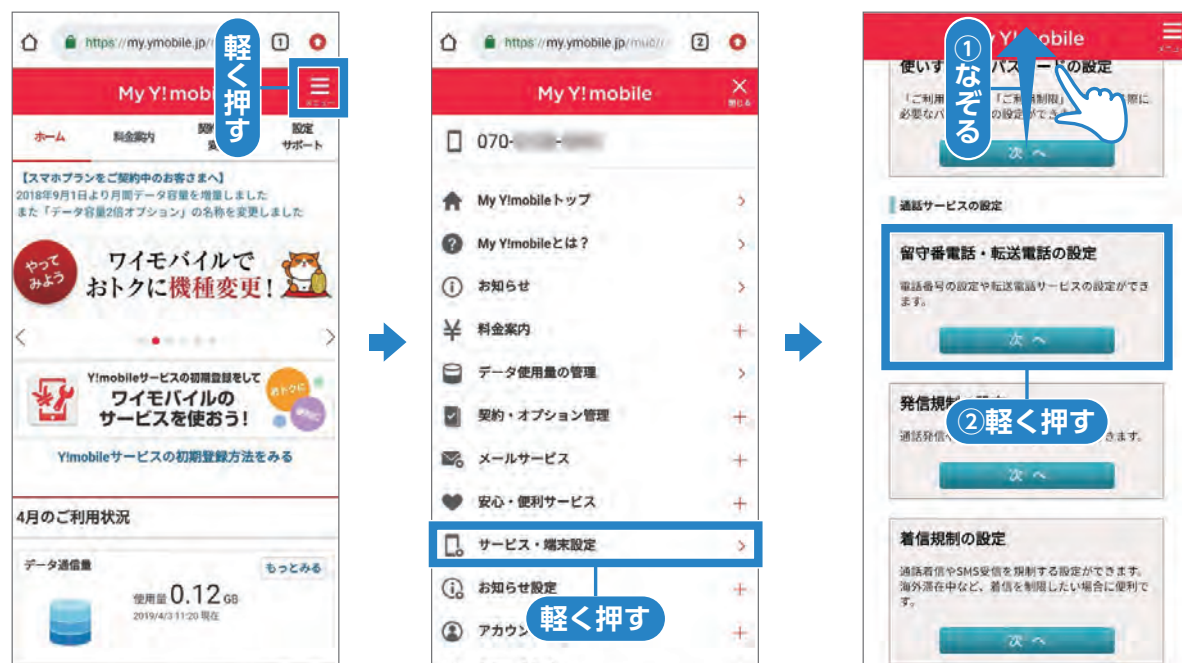 https://my.ymobile.jp/
1
軽く押す
My Y!mobi
メニュー
ホーム
料金案内
設定
サポート
【スマホプランをご契約中のお客さまへ】
2018年9月1日より月間データ容量を増量しました
また「データ容量2倍オプション」の名称を変更しました
やって
みよう
ワイモバイルで
おトクに機種変更!
Y!mobileサービスの初期登録をして
ワイモバイルの
サービスを使おう!
おトクに
便利に
Y!mobileサービスの初期登録方法をみる
4月のご利用状況
データ通信量
もっとみる
使用量 0.12 GB
2019/4/3 11:20 現在
https://my.ymobile.jp/muc/
2
My Y!mobile
閉じる
070-
My Y!mobileトップ
My Y!mobileとは?
お知らせ
料金案内
データ使用量の管理
契約・オプション管理
メールサービス
安心・便利サービス
サービス・端末設定
お知らせ設定
アカウン
軽く押す
Y!mobile
①なぞる
使いす
ードの設定
「ご利用
「ご利
制限」
際に
必要なパ
の設定ができ
次へ
通話サービスの設定
留守番電話・転送電話の設定
電話番号の設定や転送電話サービスの設定ができ
ます。
次へ
発信規制
通話発信
きます。
②軽く押す
次へ
着信規制の設定
通話着信やSMS受信を規制する設定ができます。
海外滞在中など、着信を制限したい場合に便利で
す。
次へ